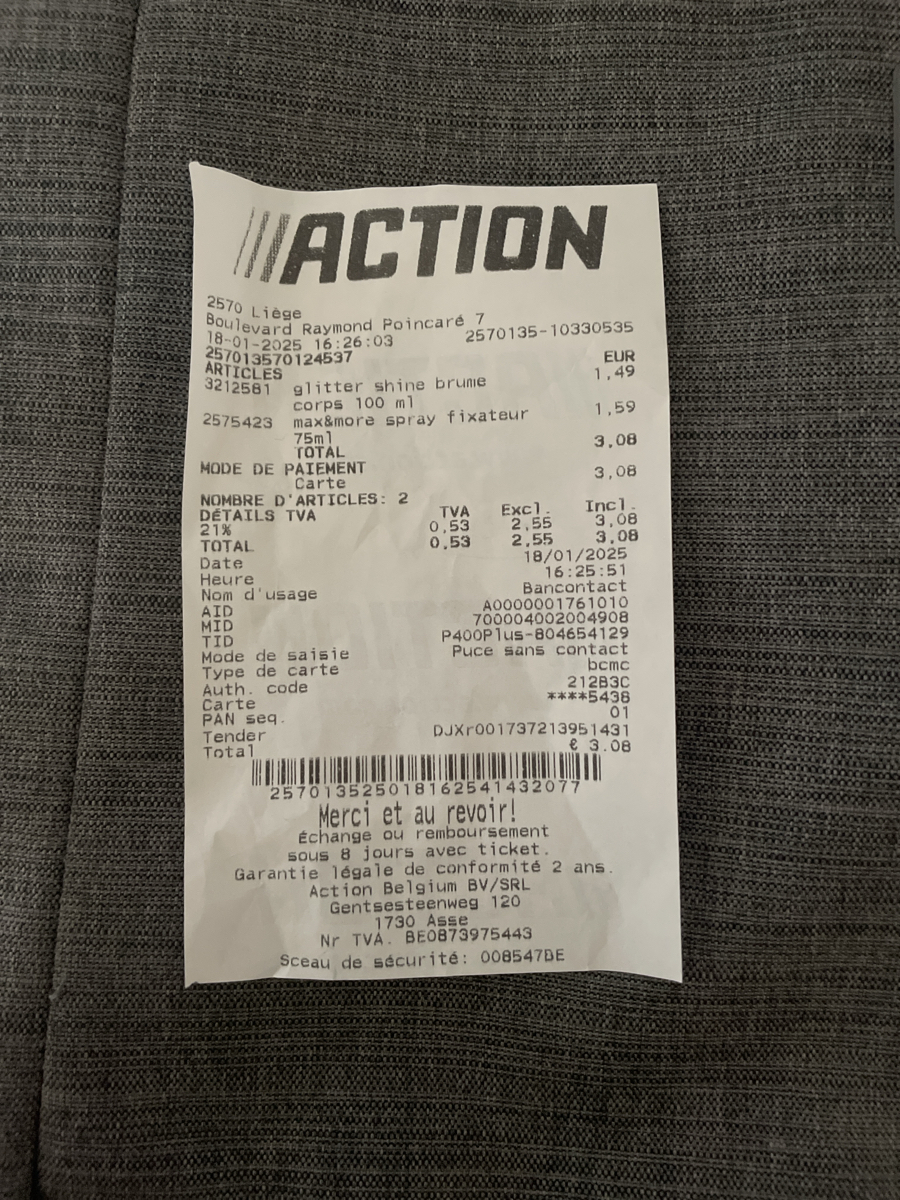 ACTION
2570 Liège
Boulevard Raymond Poincaré 7
18-01-2025 16:26:03 2570135-10330535
257013570124537
ARTICLES EUR
3212581 glitter shine brume 1,49
corps 100 ml
2575423 max&more spray fixateur 1,59
75ml
TOTAL 3,08
MODE DE PAIEMENT
Carte 3,08
NOMBRE D'ARTICLES: 2
DÉTAILS TVA TVA Excl. Incl.
21% 0,53 2,55 3,08
TOTAL 0,53 2,55 3,08
Date 18/01/2025
Heure 16:25:51
Nom d'usage Bancontact
AID A0000001761010
MID 700004002004908
TID P400Plus-804654129
Mode de saisie Puce sans contact
Type de carte bcmc
Auth. code 212B3C
Carte ****5438
PAN seq. 01
Tender DJXr001737213951431
Total € 3.08
2570135250181625414320​77
Merci et au revoir!
Échange ou remboursement
sous 8 jours avec ticket.
Garantie légale de conformité 2 ans.
Action Belgium BV/SRL
Gentsesteenweg 120
1730 Asse
Nr TVA. BE0873975443
Sceau de sécurité: 008547DE